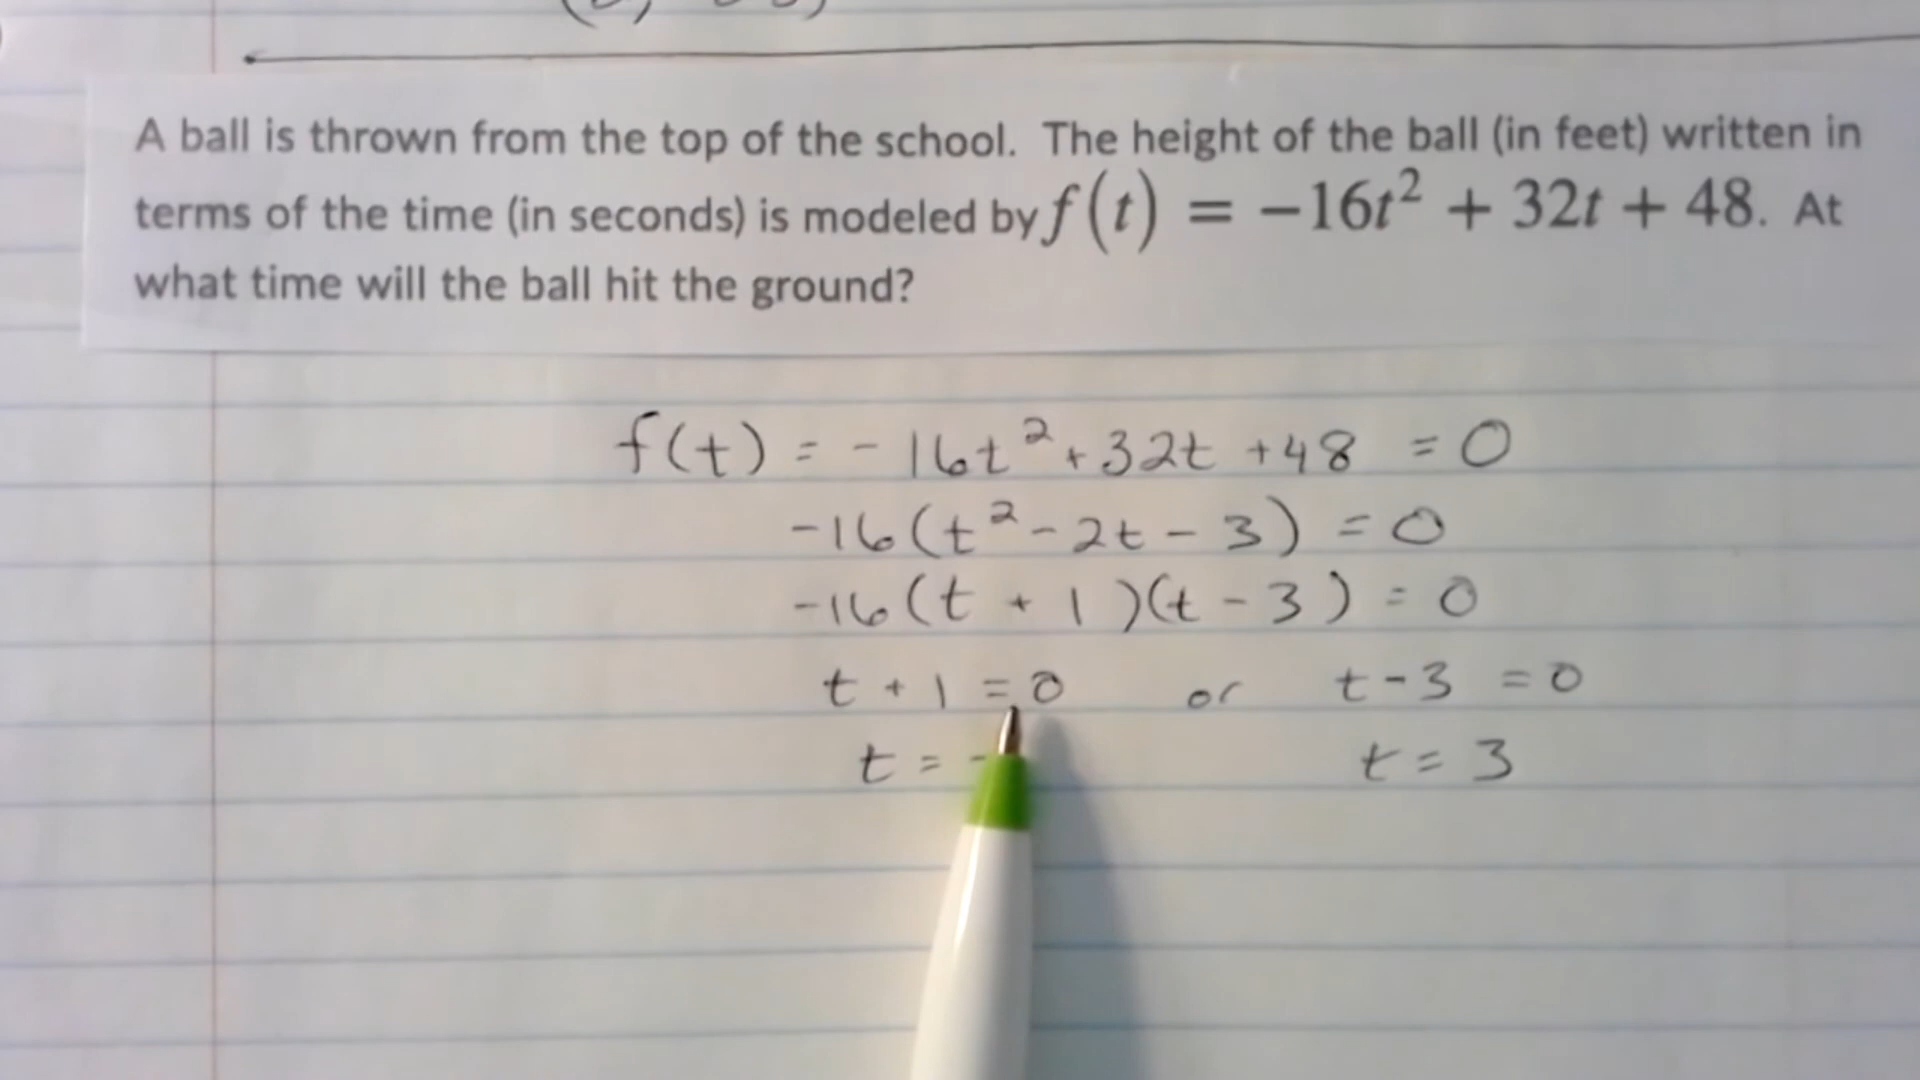 A ball is thrown from the top of the school. The height of the ball (in feet) written in
terms of the time (in seconds) is modeled by f(t) = −16t² + 32t + 48. At
what time will the ball hit the ground?
f(t) = -16t² + 32t + 48 = 0
-16(t² - 2t - 3) = 0
-16(t + 1)(t - 3) = 0
t + 1 = 0 or t - 3 = 0
t = - t = 3